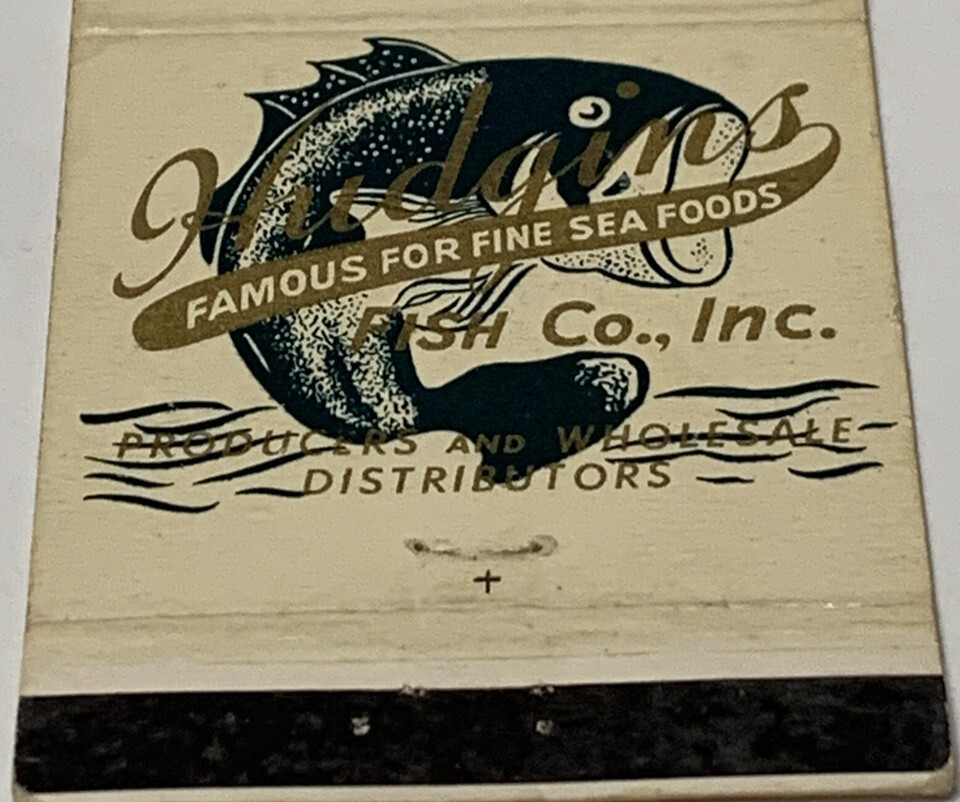 Hudgins
FAMOUS FOR FINE SEA FOODS
FISH Co., Inc.
PRODUCERS AND WHOLESALE
DISTRIBUTORS